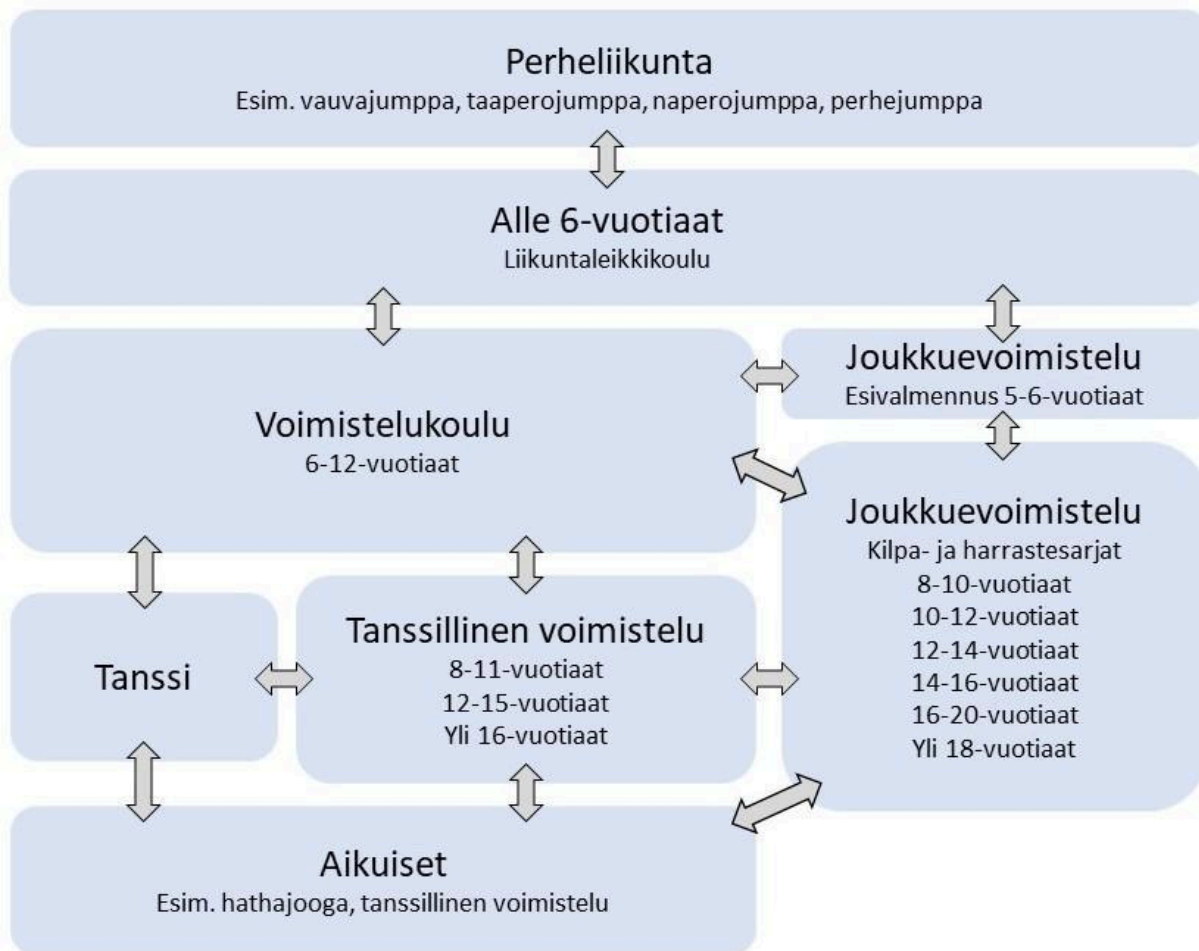 Perheliikunta
Esim. vauvajumppa, taaperojumppa, naperojumppa, perhejumppa
Alle 6-vuotiaat
Liikuntaleikkikoulu
Voimistelukoulu
6-12-vuotiaat
Joukkuevoimistelu
Esivalmennus 5-6-vuotiaat
Joukkuevoimistelu
Kilpa- ja harrastesarjat
8-10-vuotiaat
10-12-vuotiaat
12-14-vuotiaat
14-16-vuotiaat
16-20-vuotiaat
Yli 18-vuotiaat
Tanssi
Tanssillinen voimistelu
8-11-vuotiaat
12-15-vuotiaat
Yli 16-vuotiaat
Aikuiset
Esim. hathajooga, tanssillinen voimistelu